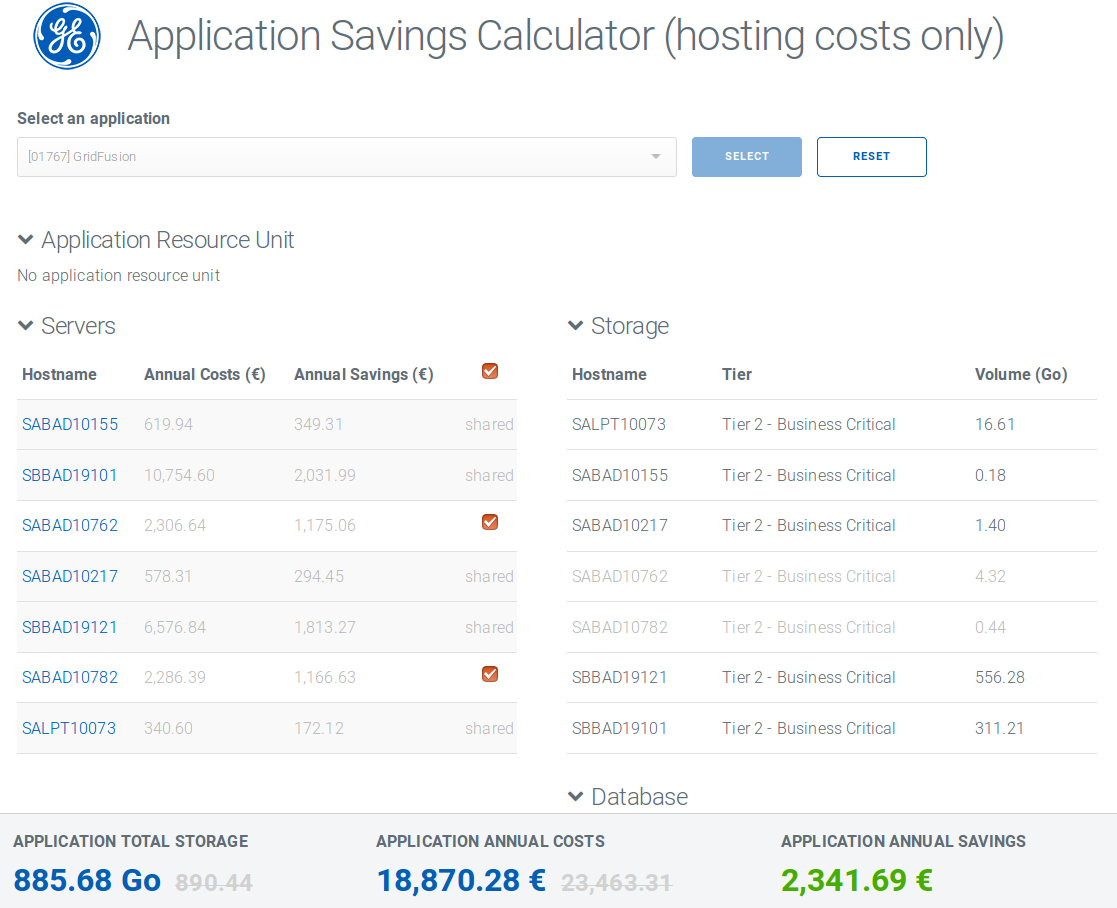 GE
Application Savings Calculator (hosting costs only)
Select an application
[01767] GridFusion
SELECT
RESET
Application Resource Unit
No application resource unit
Servers
Hostname Annual Costs (€) Annual Savings (€)
SABAD10155 619.94 349.31 shared
SBBAD19101 10,754.60 2,031.99 shared
SABAD10762 2,306.64 1,175.06
SABAD10217 578.31 294.45 shared
SBBAD19121 6,576.84 1,813.27 shared
SABAD10782 2,286.39 1,166.63
SALPT10073 340.60 172.12 shared
Storage
Hostname Tier Volume (Go)
SALPT10073 Tier 2 - Business Critical 16.61
SABAD10155 Tier 2 - Business Critical 0.18
SABAD10217 Tier 2 - Business Critical 1.40
SABAD10762 Tier 2 - Business Critical 4.32
SABAD10782 Tier 2 - Business Critical 0.44
SBBAD19121 Tier 2 - Business Critical 556.28
SBBAD19101 Tier 2 - Business Critical 311.21
Database
APPLICATION TOTAL STORAGE
885.68 Go 890.44
APPLICATION ANNUAL COSTS
18,870.28 € 23,463.31
APPLICATION ANNUAL SAVINGS
2,341.69 €